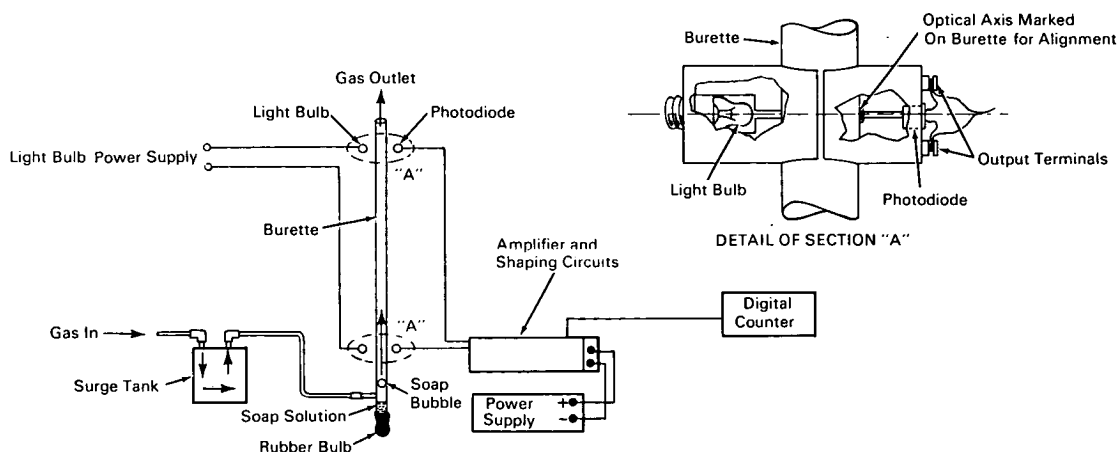 Gas Outlet
Light Bulb
Photodiode
Light Bulb Power Supply
"A"
Burette
Amplifier and
Shaping Circuits
"A"
Gas In
Surge Tank
Soap
Bubble
Soap Solution
Rubber Bulb
Power
Supply
+
–
Digital
Counter
Burette
Optical Axis Marked
On Burette for Alignment
Light Bulb
Output Terminals
Photodiode
DETAIL OF SECTION "A"